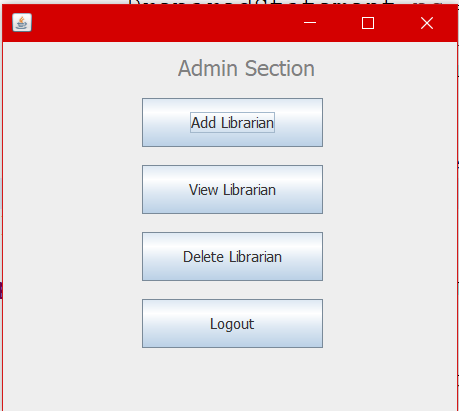 Admin Section
Add Librarian
View Librarian
Delete Librarian
Logout